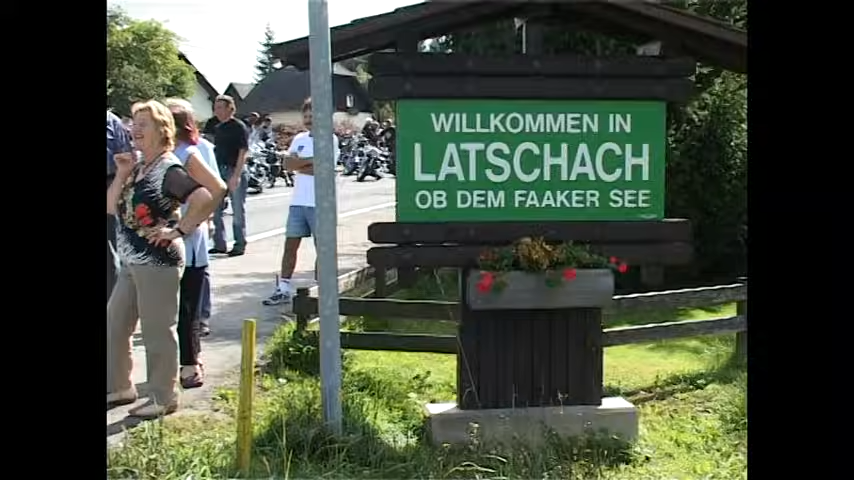 WILLKOMMEN IN
LATSCHACH
OB DEM FAAKER SEE